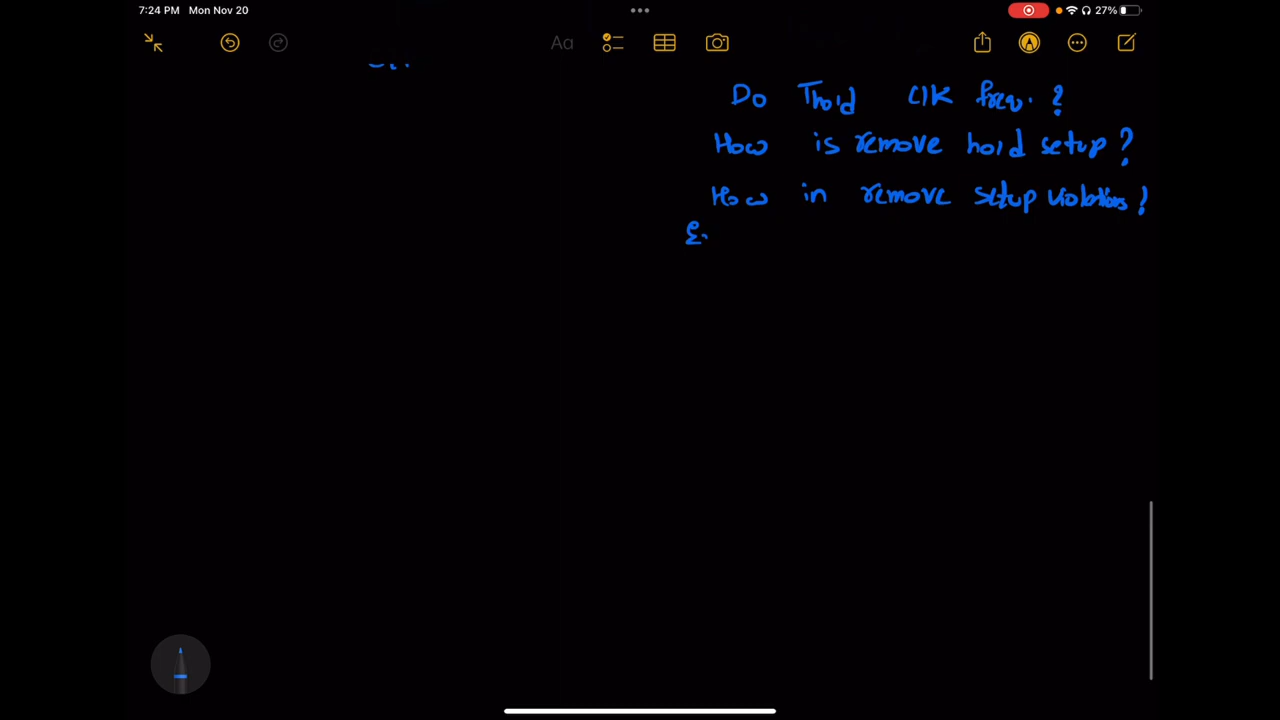 7:24 PM Mon Nov 20
27%
Aa
Do Thold clk freq. ?
How is remove hold setup ?
How in remove setup violations ?